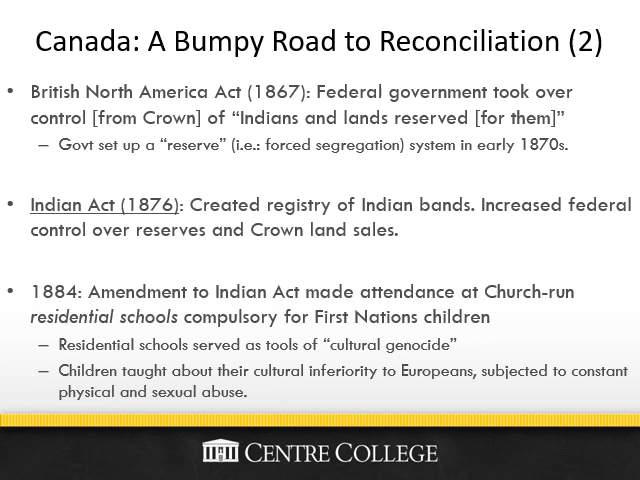 Canada: A Bumpy Road to Reconciliation (2)
• British North America Act (1867): Federal government took over
control [from Crown] of “Indians and lands reserved [for them]”
– Govt set up a “reserve” (i.e.: forced segregation) system in early 1870s.
• Indian Act (1876): Created registry of Indian bands. Increased federal
control over reserves and Crown land sales.
• 1884: Amendment to Indian Act made attendance at Church-run
residential schools compulsory for First Nations children
– Residential schools served as tools of “cultural genocide”
– Children taught about their cultural inferiority to Europeans, subjected to constant
physical and sexual abuse.
CENTRE COLLEGE